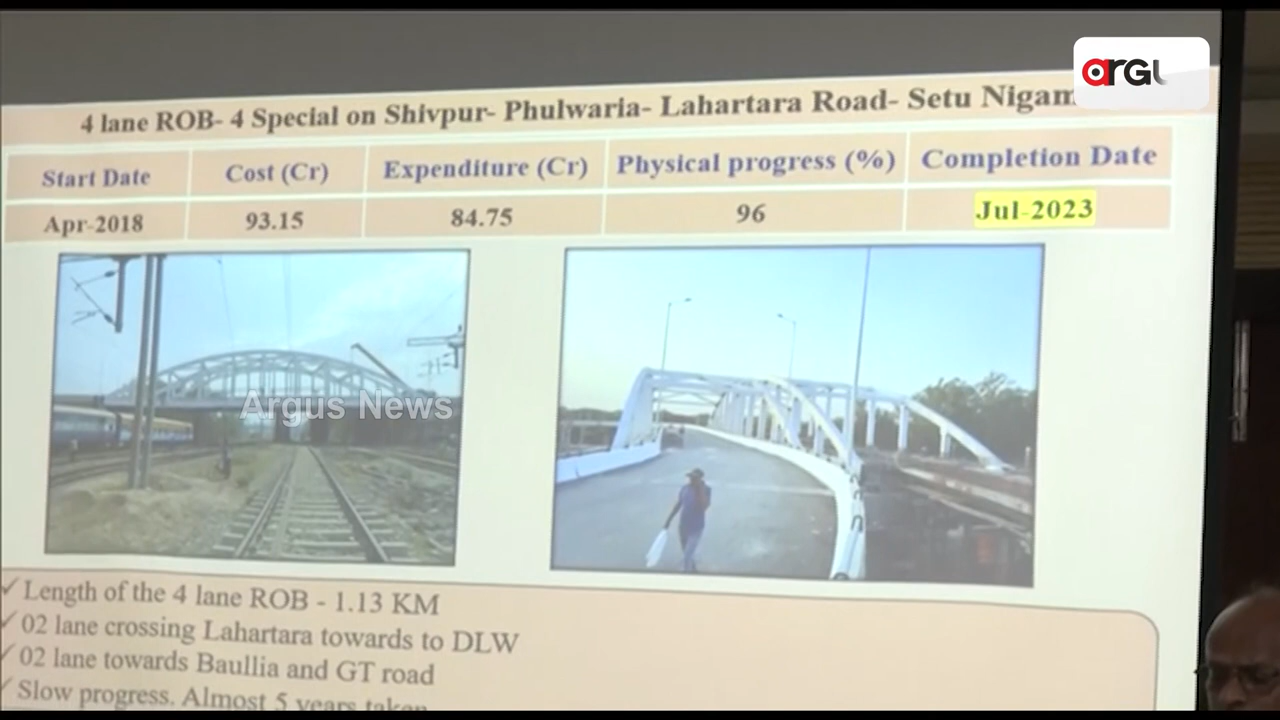 arGU
4 lane ROB- 4 Special on Shivpur- Phulwaria- Lahartara Road- Setu Nigam
Start Date Cost (Cr) Expenditure (Cr) Physical progress (%) Completion Date
Apr-2018 93.15 84.75 96 Jul-2023
Argus News
✓ Length of the 4 lane ROB - 1.13 KM
✓ 02 lane crossing Lahartara towards to DLW
✓ 02 lane towards Baullia and GT road
✓ Slow progress. Almost 5 years taken